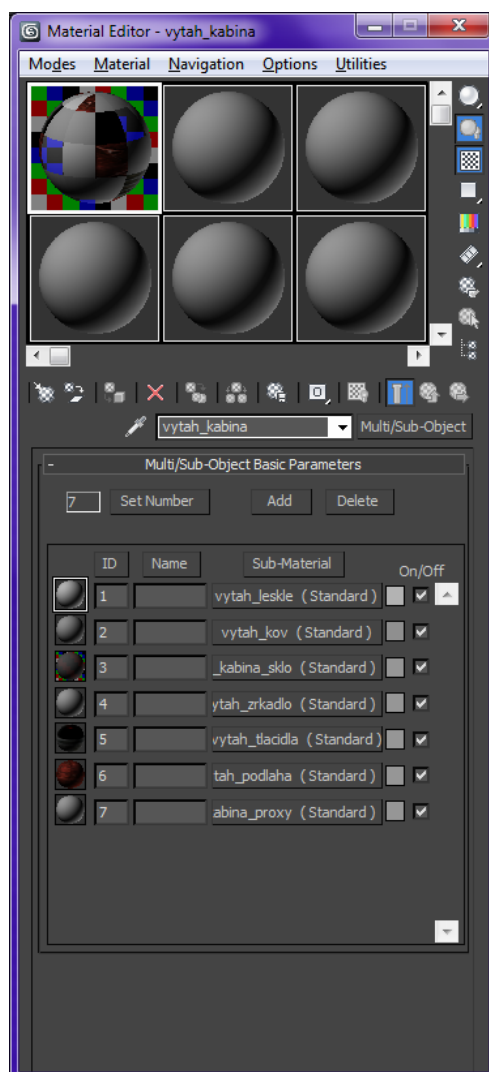 Material Editor - vytah_kabina
Modes Material Navigation Options Utilities
vytah_kabina Multi/Sub-Object
- Multi/Sub-Object Basic Parameters
7 Set Number Add Delete
ID Name Sub-Material On/Off
1 vytah_leskle ( Standard )
2 vytah_kov ( Standard )
3 _kabina_sklo ( Standard )
4 ytah_zrkadlo ( Standard )
5 vytah_tlacidla ( Standard )
6 tah_podlaha ( Standard )
7 abina_proxy ( Standard )